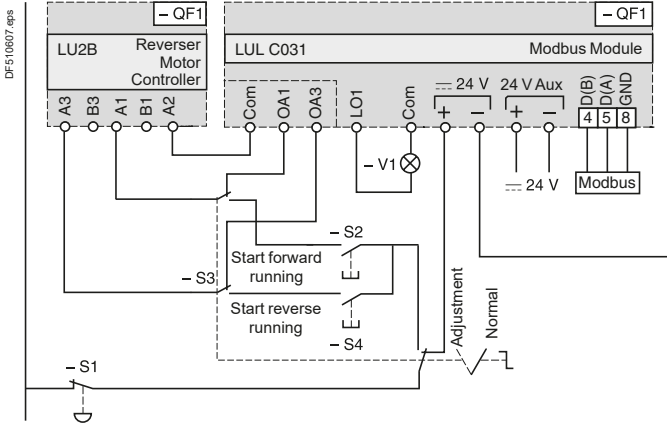 DF510607.eps
– QF1
– QF1
LU2B
Reverser
Motor
Controller
LUL C031
Modbus Module
A3
B3
A1
B1
A2
Com
OA1
OA3
LO1
Com
⎓ 24 V
+
–
24 V Aux
+
–
D(B)
D(A)
GND
4 5 8
– V1
⎓ 24 V
Modbus
– S2
Start forward
running
– S3
Start reverse
running
– S4
Adjustment
Normal
– S1